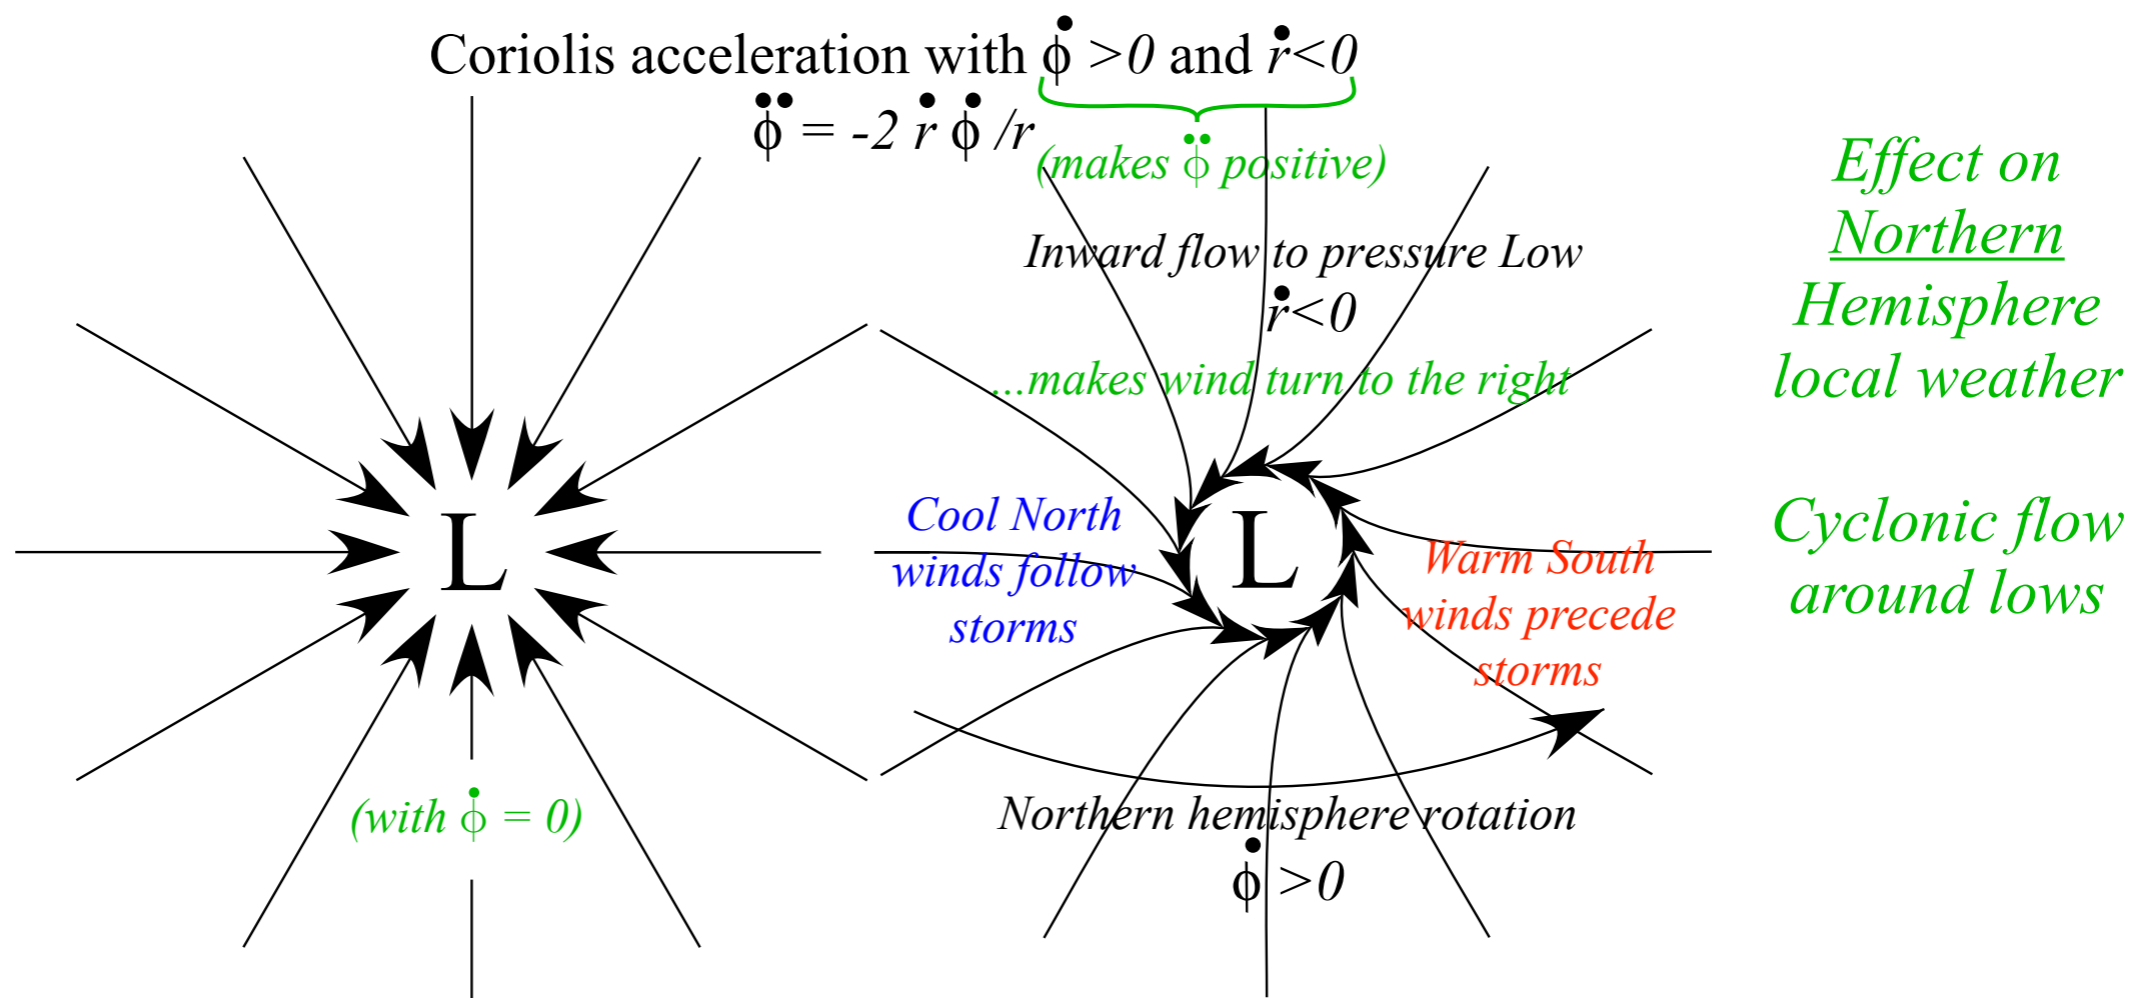 Coriolis acceleration with ϕ̇ >0 and ṙ<0
ϕ̈ = -2 ṙ ϕ̇ /r
(makes ϕ̈ positive)
Inward flow to pressure Low
ṙ<0
...makes wind turn to the right
Effect on
Northern
Hemisphere
local weather
Cyclonic flow
around lows
L
(with ϕ̇ = 0)
Cool North
winds follow
storms
L
Warm South
winds precede
storms
Northern hemisphere rotation
ϕ̇ >0